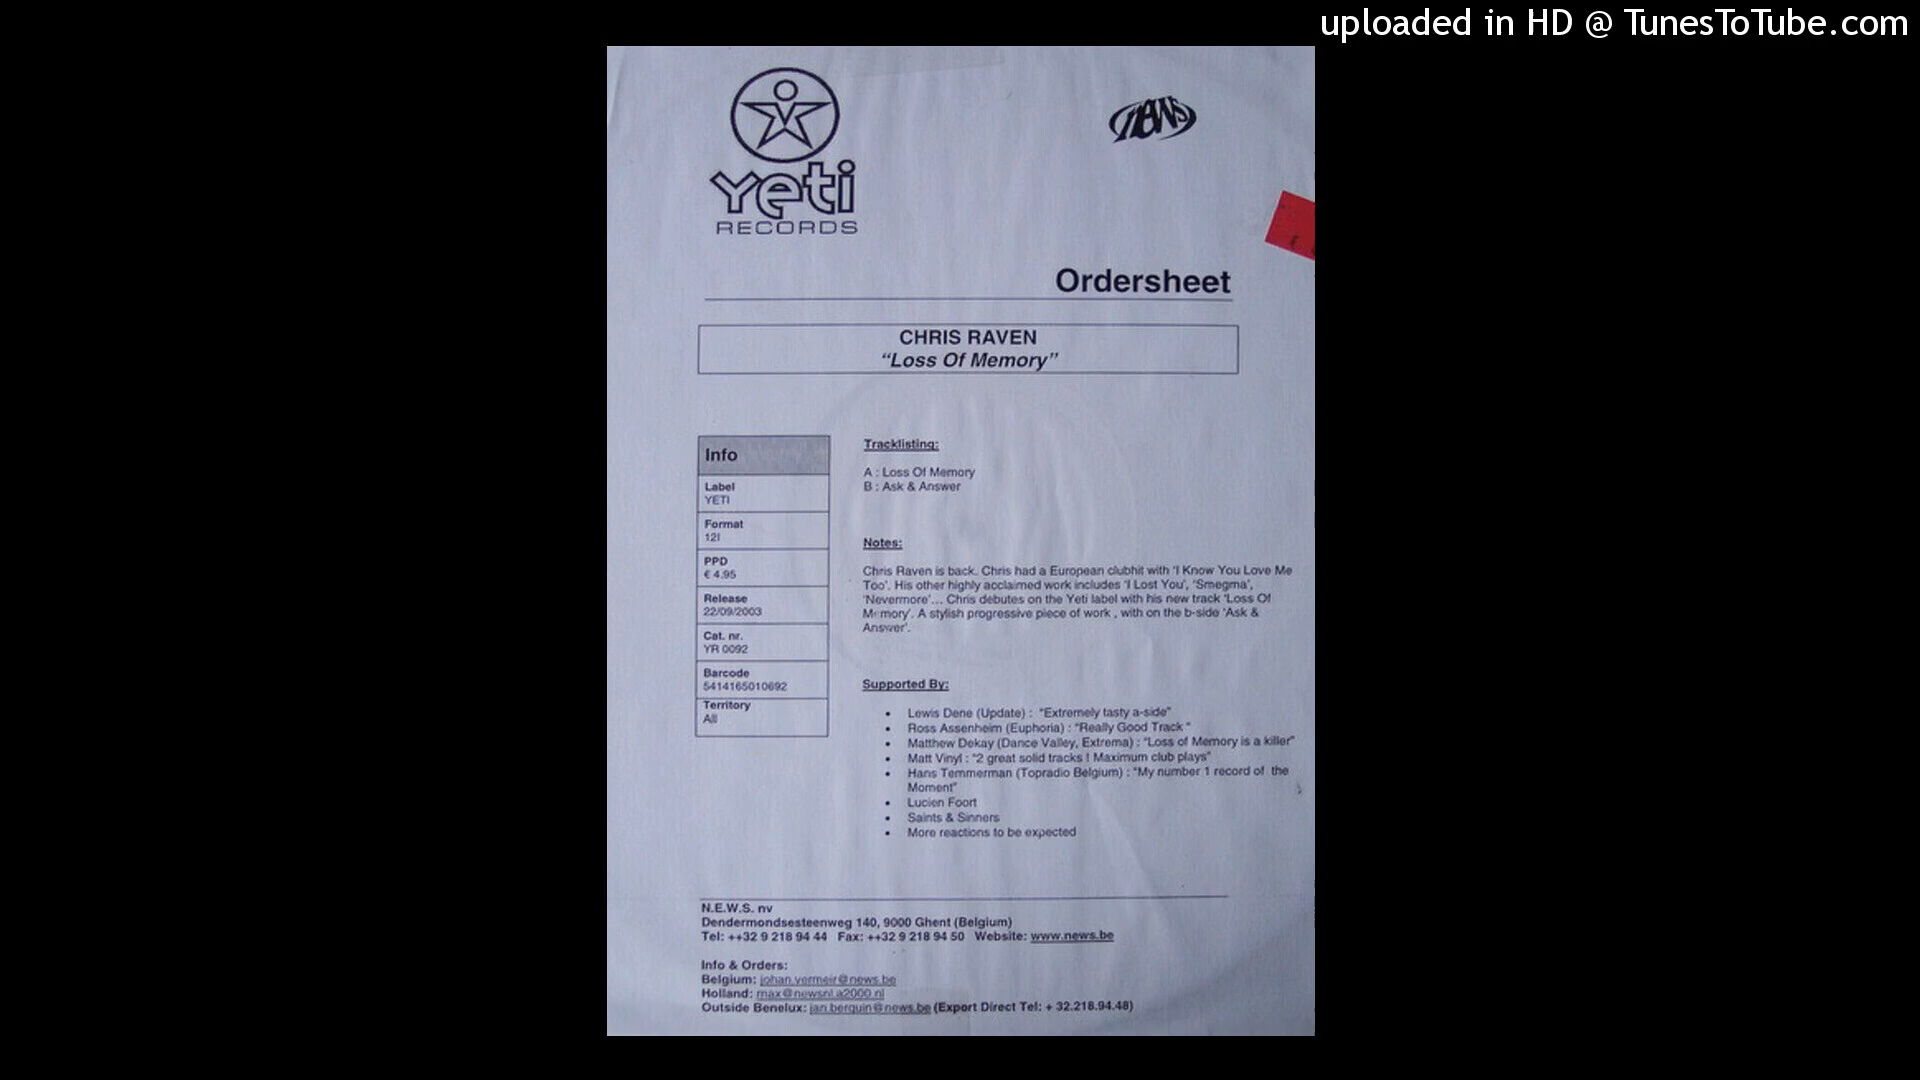 uploaded in HD @ TunesToTube.com
Yeti
RECORDS
news
Ordersheet
CHRIS RAVEN
“Loss Of Memory”
Info
Label
YETI
Format
12I
PPD
€ 4.95
Release
22/09/2003
Cat. nr.
YR 0092
Barcode
5414165010692
Territory
All
Tracklisting:
A : Loss Of Memory
B : Ask & Answer
Notes:
Chris Raven is back. Chris had a European clubhit with ‘I Know You Love Me
Too’. His other highly acclaimed work includes ‘I Lost You’, ‘Smegma’,
‘Nevermore’... Chris debutes on the Yeti label with his new track ‘Loss Of
Memory’. A stylish progressive piece of work , with on the b-side ‘Ask &
Answer’.
Supported By:
• Lewis Dene (Update) : “Extremely tasty a-side”
• Ross Assenheim (Euphoria) : “Really Good Track “
• Matthew Dekay (Dance Valley, Extrema) : “Loss of Memory is a killer”
• Matt Vinyl : “2 great solid tracks ! Maximum club plays”
• Hans Temmerman (Topradio Belgium) : “My number 1 record of the
Moment”
• Lucien Foort
• Saints & Sinners
• More reactions to be expected
N.E.W.S. nv
Dendermondsesteenweg 140, 9000 Ghent (Belgium)
Tel: ++32 9 218 94 44 Fax: ++32 9 218 94 50 Website: www.news.be
Info & Orders:
Belgium: johan.vermeir@news.be
Holland: max@newsnl.a2000.nl
Outside Benelux: jan.berquin@news.be (Export Direct Tel: + 32.218.94.48)